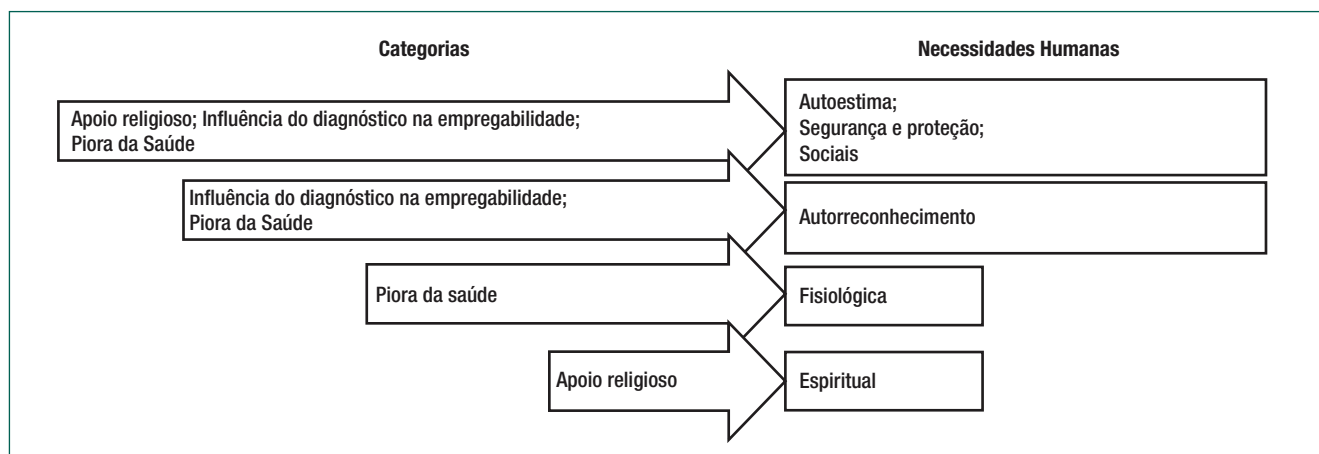 Categorias
Necessidades Humanas
Apoio religioso; Influência do diagnóstico na empregabilidade;
Piora da Saúde
Autoestima;
Segurança e proteção;
Sociais
Influência do diagnóstico na empregabilidade;
Piora da Saúde
Autorreconhecimento
Piora da saúde
Fisiológica
Apoio religioso
Espiritual